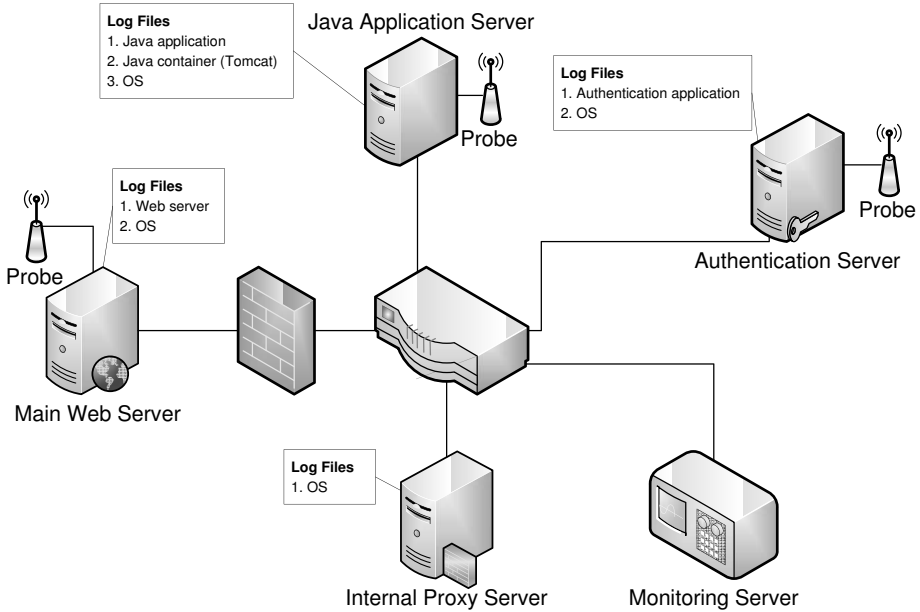 Java Application Server
Log Files
1. Java application
2. Java container (Tomcat)
3. OS
Probe
Log Files
1. Authentication application
2. OS
Probe
Authentication Server
Log Files
1. Web server
2. OS
Probe
Main Web Server
Log Files
1. OS
Internal Proxy Server
Monitoring Server